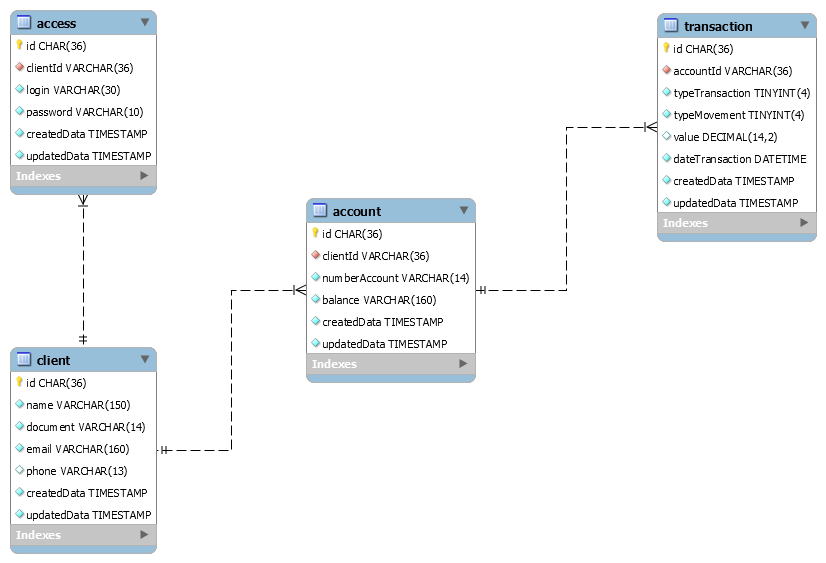 access
id CHAR(36)
clientId VARCHAR(36)
login VARCHAR(30)
password VARCHAR(10)
createdData TIMESTAMP
updatedData TIMESTAMP
Indexes
client
id CHAR(36)
name VARCHAR(150)
document VARCHAR(14)
email VARCHAR(160)
phone VARCHAR(13)
createdData TIMESTAMP
updatedData TIMESTAMP
Indexes
account
id CHAR(36)
clientId VARCHAR(36)
numberAccount VARCHAR(14)
balance VARCHAR(160)
createdData TIMESTAMP
updatedData TIMESTAMP
Indexes
transaction
id CHAR(36)
accountId VARCHAR(36)
typeTransaction TINYINT(4)
typeMovement TINYINT(4)
value DECIMAL(14,2)
dateTransaction DATETIME
createdData TIMESTAMP
updatedData TIMESTAMP
Indexes